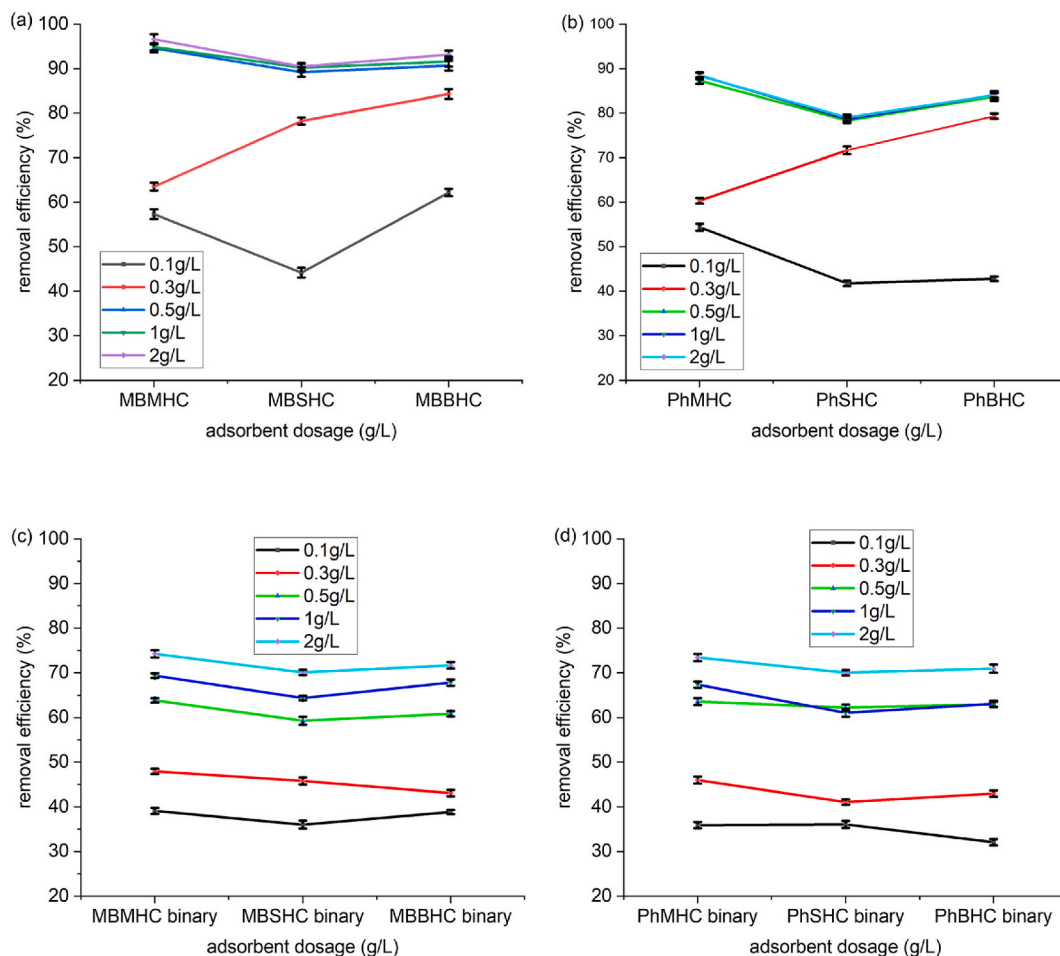 (a)
100
90
80
70
60
50
40
30
20
removal efficiency (%)
0.1g/L
0.3g/L
0.5g/L
1g/L
2g/L
MBMHC MBSHC MBBHC
adsorbent dosage (g/L)
(b)
100
90
80
70
60
50
40
30
20
removal efficiency (%)
0.1g/L
0.3g/L
0.5g/L
1g/L
2g/L
PhMHC PhSHC PhBHC
adsorbent dosage (g/L)
(c)
100
90
80
70
60
50
40
30
20
removal efficiency (%)
0.1g/L
0.3g/L
0.5g/L
1g/L
2g/L
MBMHC binary MBSHC binary MBBHC binary
adsorbent dosage (g/L)
(d)
100
90
80
70
60
50
40
30
20
removal efficiency (%)
0.1g/L
0.3g/L
0.5g/L
1g/L
2g/L
PhMHC binary PhSHC binary PhBHC binary
adsorbent dosage (g/L)